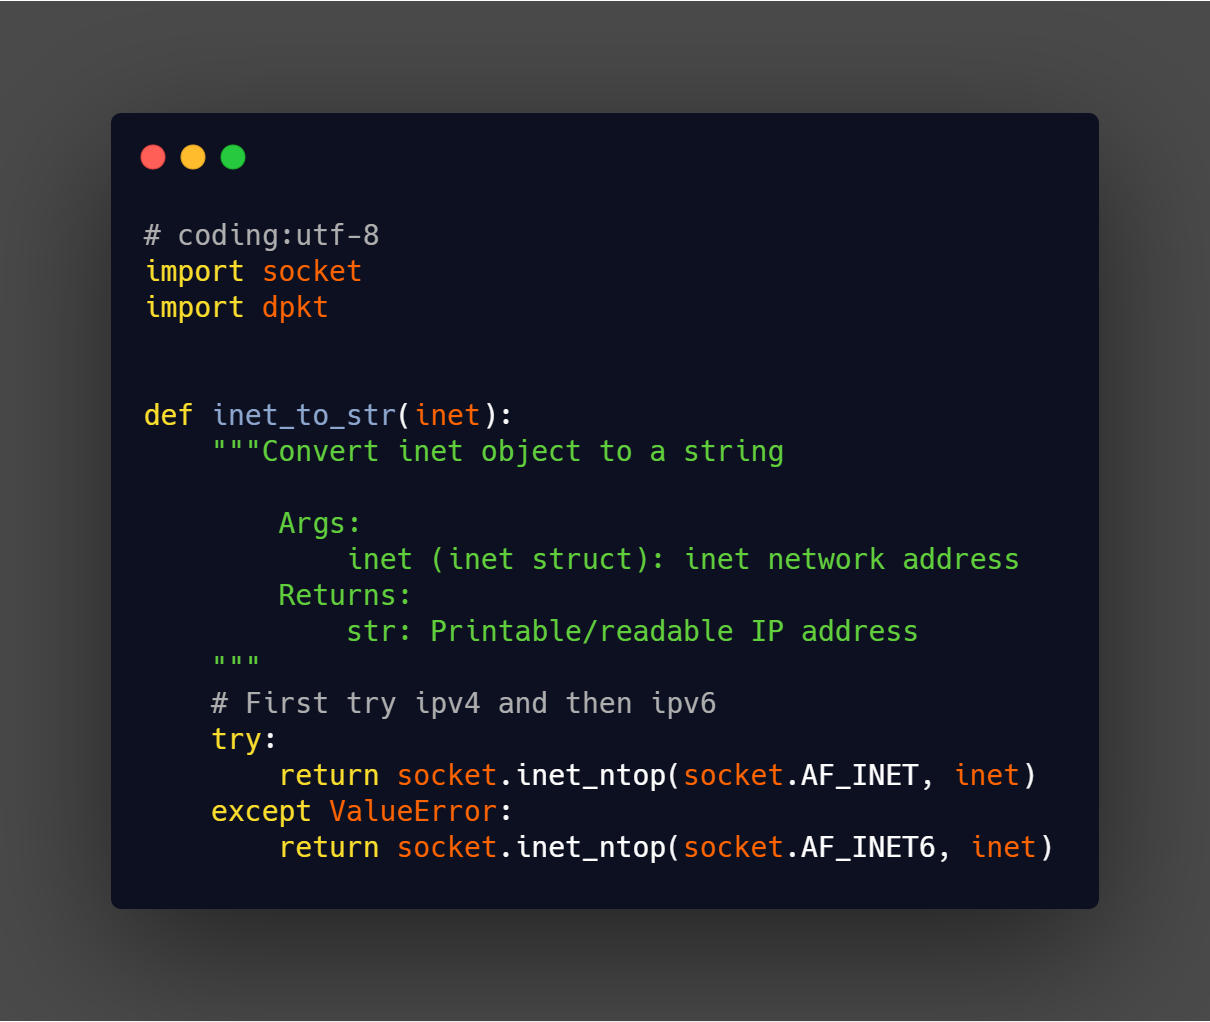 # coding:utf-8
import socket
import dpkt
def inet_to_str(inet):
    """Convert inet object to a string
        Args:
            inet (inet struct): inet network address
        Returns:
            str: Printable/readable IP address
    """
    # First try ipv4 and then ipv6
    try:
        return socket.inet_ntop(socket.AF_INET, inet)
    except ValueError:
        return socket.inet_ntop(socket.AF_INET6, inet)